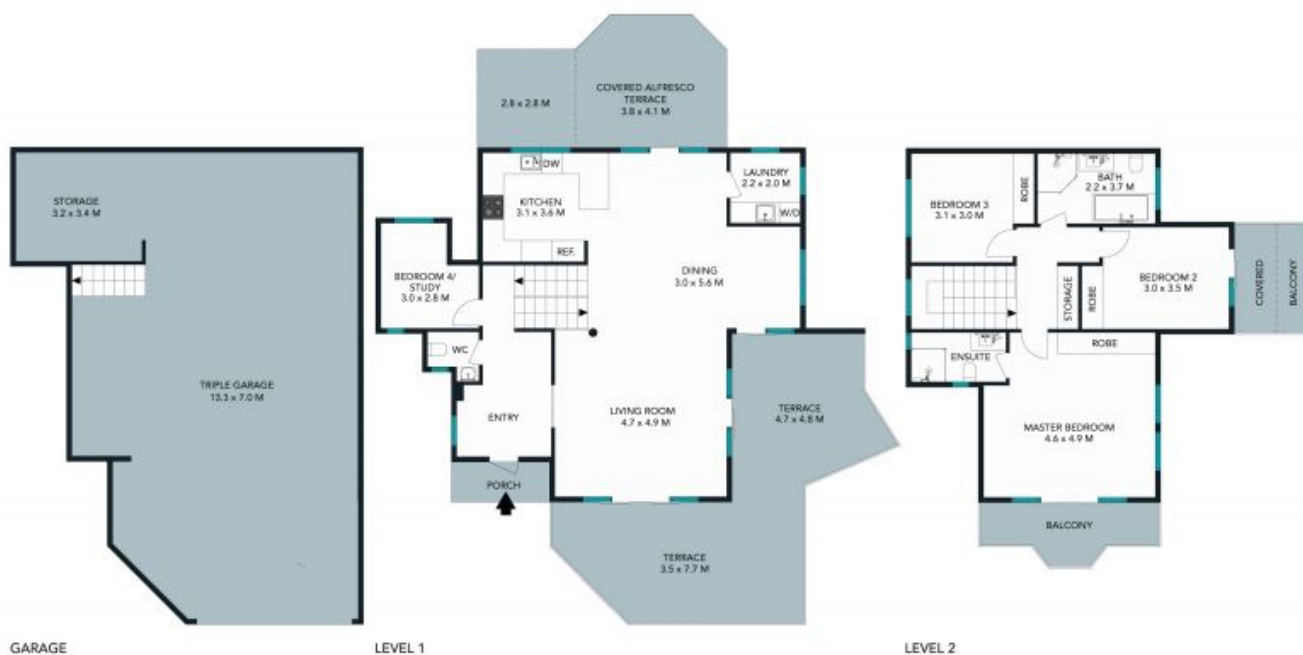 STORAGE
3.2 x 3.4 M
TRIPLE GARAGE
13.3 x 7.0 M
GARAGE
2.8 x 2.8 M
COVERED ALFRESCO
TERRACE
3.8 x 4.1 M
DW
KITCHEN
3.1 x 3.6 M
REF.
LAUNDRY
2.2 x 2.0 M
W/D
BEDROOM 4/
STUDY
3.0 x 2.8 M
DINING
3.0 x 5.6 M
WC
ENTRY
LIVING ROOM
4.7 x 4.9 M
TERRACE
4.7 x 4.8 M
PORCH
TERRACE
3.5 x 7.7 M
LEVEL 1
BEDROOM 3
3.1 x 3.0 M
ROBE
BATH
2.2 x 3.7 M
BEDROOM 2
3.0 x 3.5 M
STORAGE
ROBE
COVERED
BALCONY
ENSUITE
ROBE
MASTER BEDROOM
4.6 x 4.9 M
BALCONY
LEVEL 2